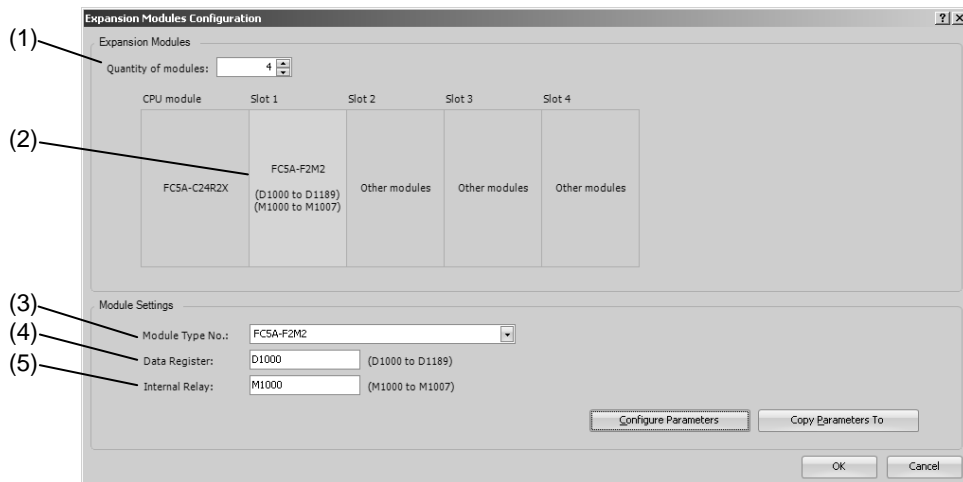 Expansion Modules Configuration
(1)
Expansion Modules
Quantity of modules: 4
CPU module Slot 1 Slot 2 Slot 3 Slot 4
(2)
FC5A-C24R2X
FC5A-F2M2
(D1000 to D1189)
(M1000 to M1007)
Other modules Other modules Other modules
(3)
Module Settings
Module Type No.: FC5A-F2M2
(4)
Data Register: D1000 (D1000 to D1189)
(5)
Internal Relay: M1000 (M1000 to M1007)
Configure Parameters Copy Parameters To
OK Cancel